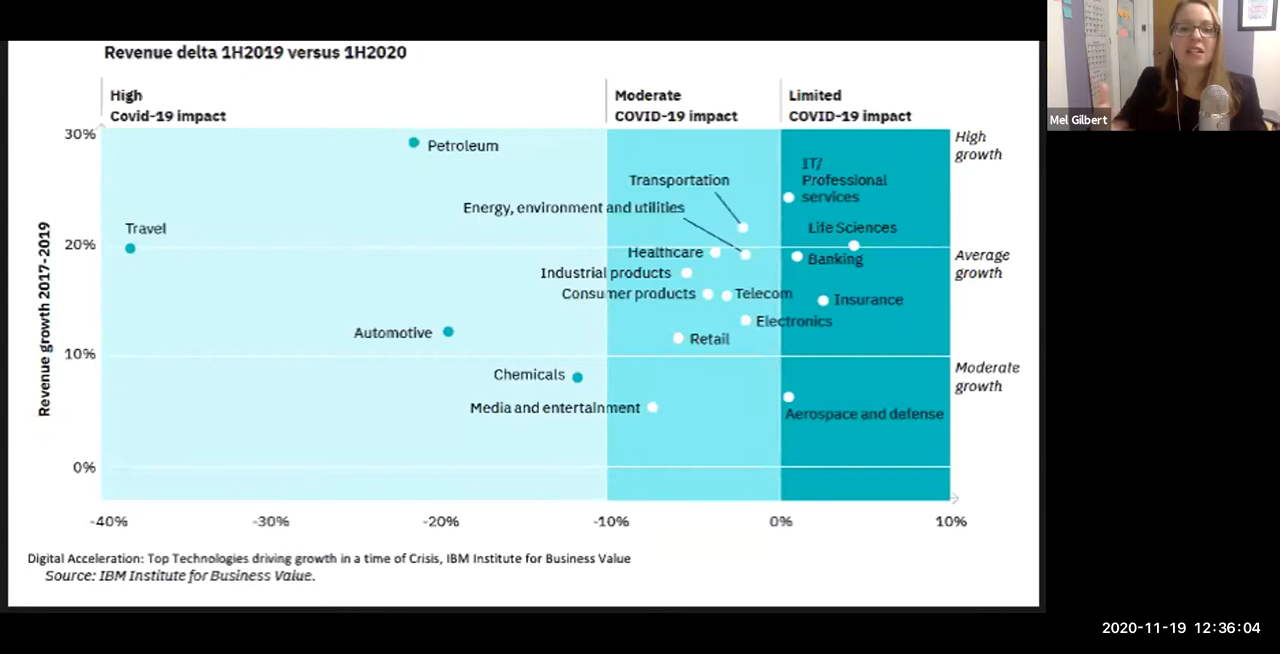 Revenue delta 1H2019 versus 1H2020
High
Covid-19 impact
Moderate
COVID-19 impact
Limited
COVID-19 impact
Mel Gilbert
30%
20%
10%
0%
Revenue growth 2017-2019
Petroleum
Travel
Automotive
Chemicals
Media and entertainment
Transportation
Energy, environment and utilities
Healthcare
Industrial products
Consumer products
Telecom
Electronics
Retail
IT/
Professional
services
Life Sciences
Banking
Insurance
Aerospace and defense
High
growth
Average
growth
Moderate
growth
-40%
-30%
-20%
-10%
0%
10%
Digital Acceleration: Top Technologies driving growth in a time of Crisis, IBM Institute for Business Value
Source: IBM Institute for Business Value.
2020-11-19 12:36:04